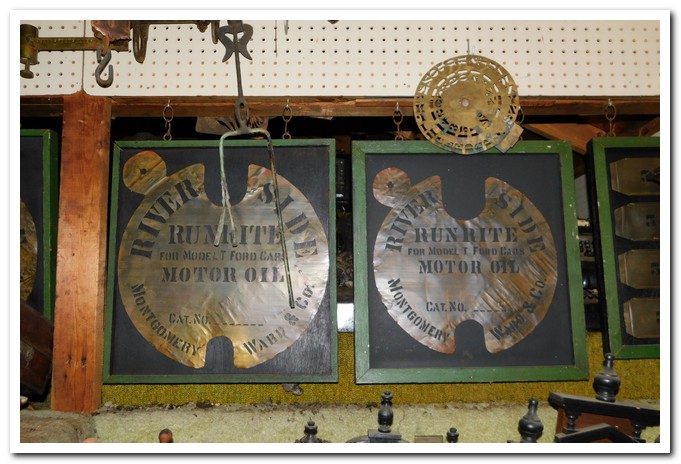 RIVER SIDE
RUNRITE
FOR MODEL T FORD CARS
MOTOR OIL
CAT. NO.
MONTGOMERY WARD & CO.
RIVER SIDE
RUNRITE
FOR MODEL T FORD CARS
MOTOR OIL
CAT. NO.
MONTGOMERY WARD & CO.